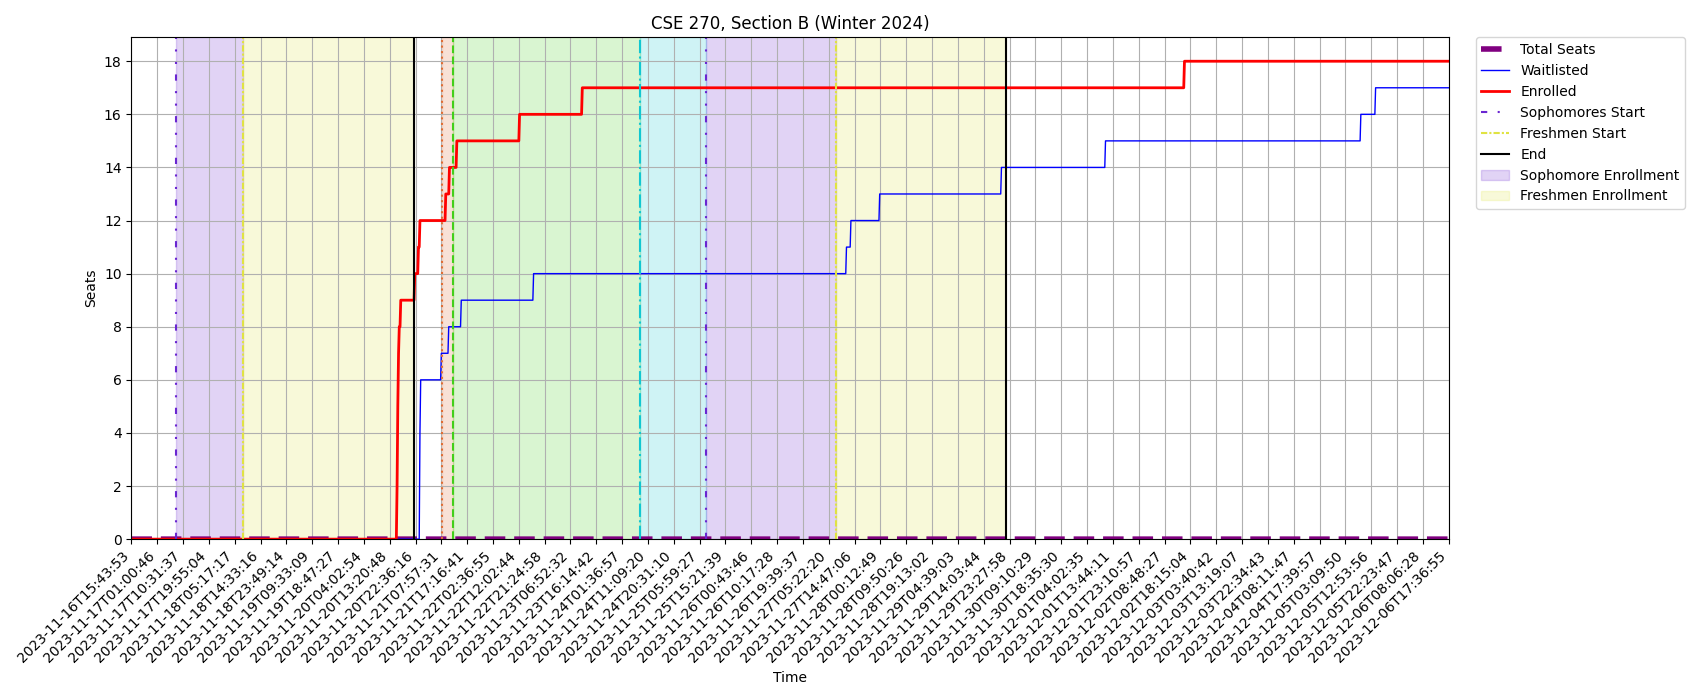 CSE 270, Section B (Winter 2024)
Total Seats
Waitlisted
Enrolled
Sophomores Start
Freshmen Start
End
Sophomore Enrollment
Freshmen Enrollment
Seats
18
16
14
12
10
8
6
4
2
0
2023-11-16T15:43:53
2023-11-17T01:00:46
2023-11-17T10:31:37
2023-11-17T19:55:04
2023-11-18T05:17:17
2023-11-18T14:33:16
2023-11-18T23:49:14
2023-11-19T09:33:09
2023-11-19T18:47:27
2023-11-20T04:02:54
2023-11-20T13:20:48
2023-11-20T22:36:16
2023-11-21T07:57:31
2023-11-21T17:16:41
2023-11-22T02:36:55
2023-11-22T12:02:44
2023-11-22T21:24:58
2023-11-23T06:52:32
2023-11-23T16:14:42
2023-11-24T01:36:57
2023-11-24T11:09:20
2023-11-24T20:31:10
2023-11-25T05:59:27
2023-11-25T15:21:39
2023-11-26T00:43:46
2023-11-26T10:17:28
2023-11-26T19:39:37
2023-11-27T05:22:20
2023-11-27T14:47:06
2023-11-28T00:12:49
2023-11-28T09:50:26
2023-11-28T19:13:02
2023-11-29T04:39:03
2023-11-29T14:03:44
2023-11-29T23:27:58
2023-11-30T09:10:29
2023-11-30T18:35:30
2023-12-01T04:02:35
2023-12-01T13:44:11
2023-12-01T23:10:57
2023-12-02T08:48:27
2023-12-02T18:15:04
2023-12-03T03:40:42
2023-12-03T13:19:07
2023-12-03T22:34:43
2023-12-04T08:11:47
2023-12-04T17:39:57
2023-12-05T03:09:50
2023-12-05T12:53:56
2023-12-05T22:23:47
2023-12-06T08:06:28
2023-12-06T17:36:55
Time